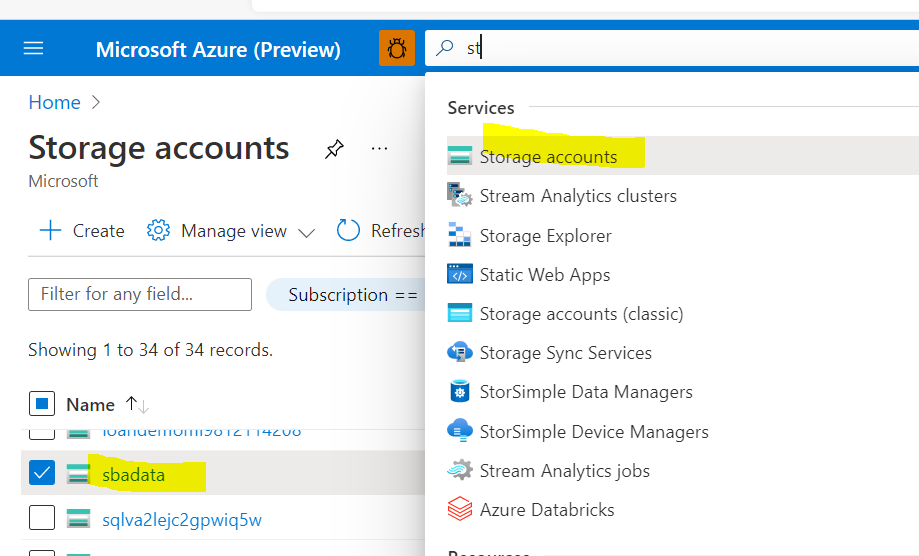 Microsoft Azure (Preview)
st
Home
Storage accounts
Microsoft
Create
Manage view
Refresh
Filter for any field...
Subscription ==
Showing 1 to 34 of 34 records.
Name
sbadata
sqlva2lejc2gpwiq5w
Services
Storage accounts
Stream Analytics clusters
Storage Explorer
Static Web Apps
Storage accounts (classic)
Storage Sync Services
StorSimple Data Managers
StorSimple Device Managers
Stream Analytics jobs
Azure Databricks